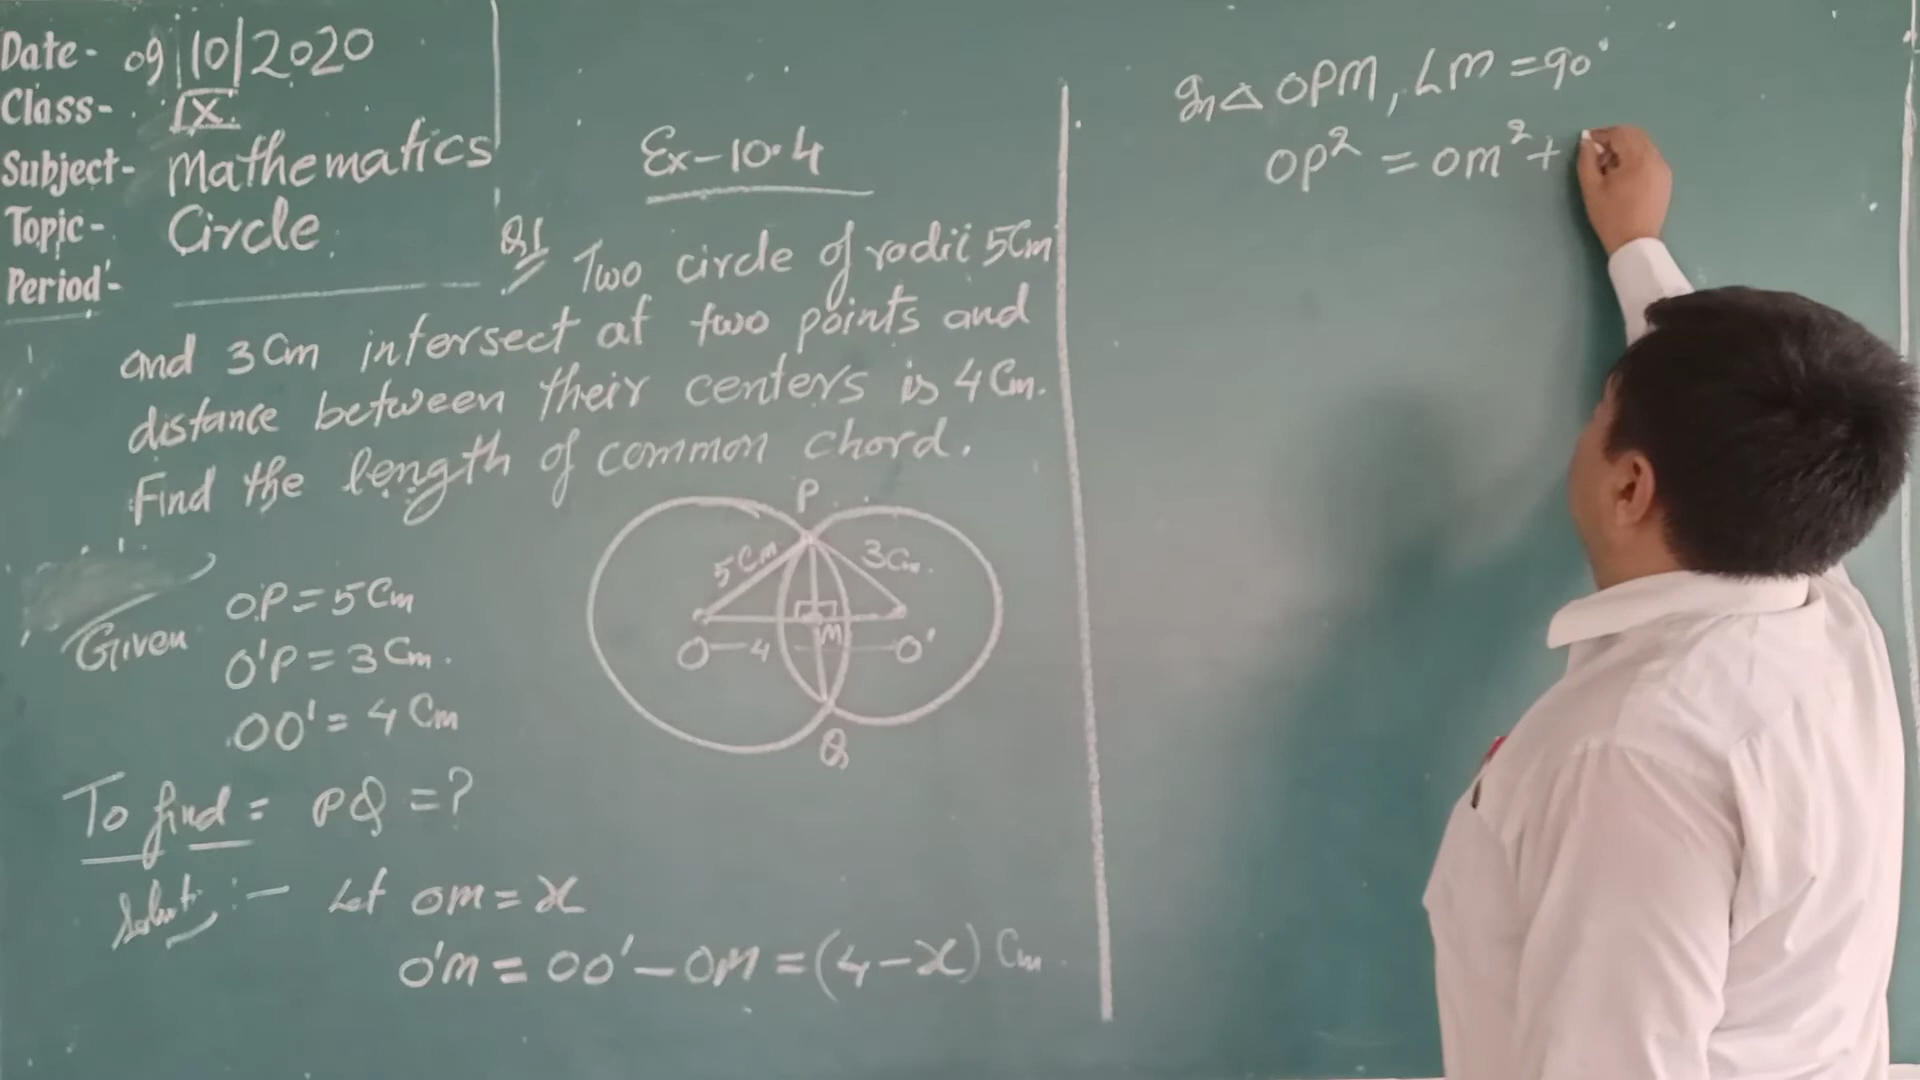 Date- 09/10/2020
Class- IX
Subject- Mathematics
Topic- Circle
Period-
Ex-10.4
Q1 Two circle of radii 5Cm
and 3Cm intersect at two points and
distance between their centers is 4Cm.
Find the length of common chord.
P
5Cm 3Cm.
M
O-4 O'
Q
Given OP=5Cm
O'P=3Cm.
OO'=4Cm
To find= PQ=?
Soluti:- Let OM=x
O'M=OO'-OM=(4-x)Cm.
In △OPM, ∠M=90°
OP²=OM²+